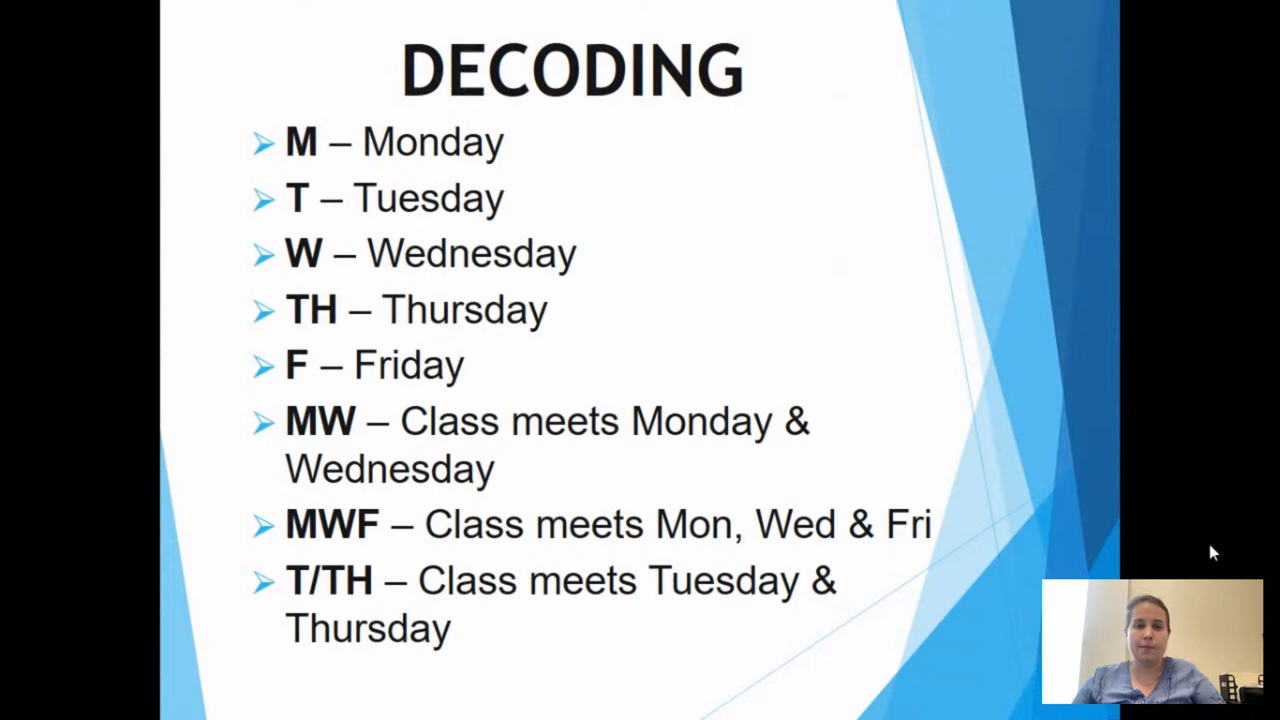 DECODING
M – Monday
T – Tuesday
W – Wednesday
TH – Thursday
F – Friday
MW – Class meets Monday &
Wednesday
MWF – Class meets Mon, Wed & Fri
T/TH – Class meets Tuesday &
Thursday